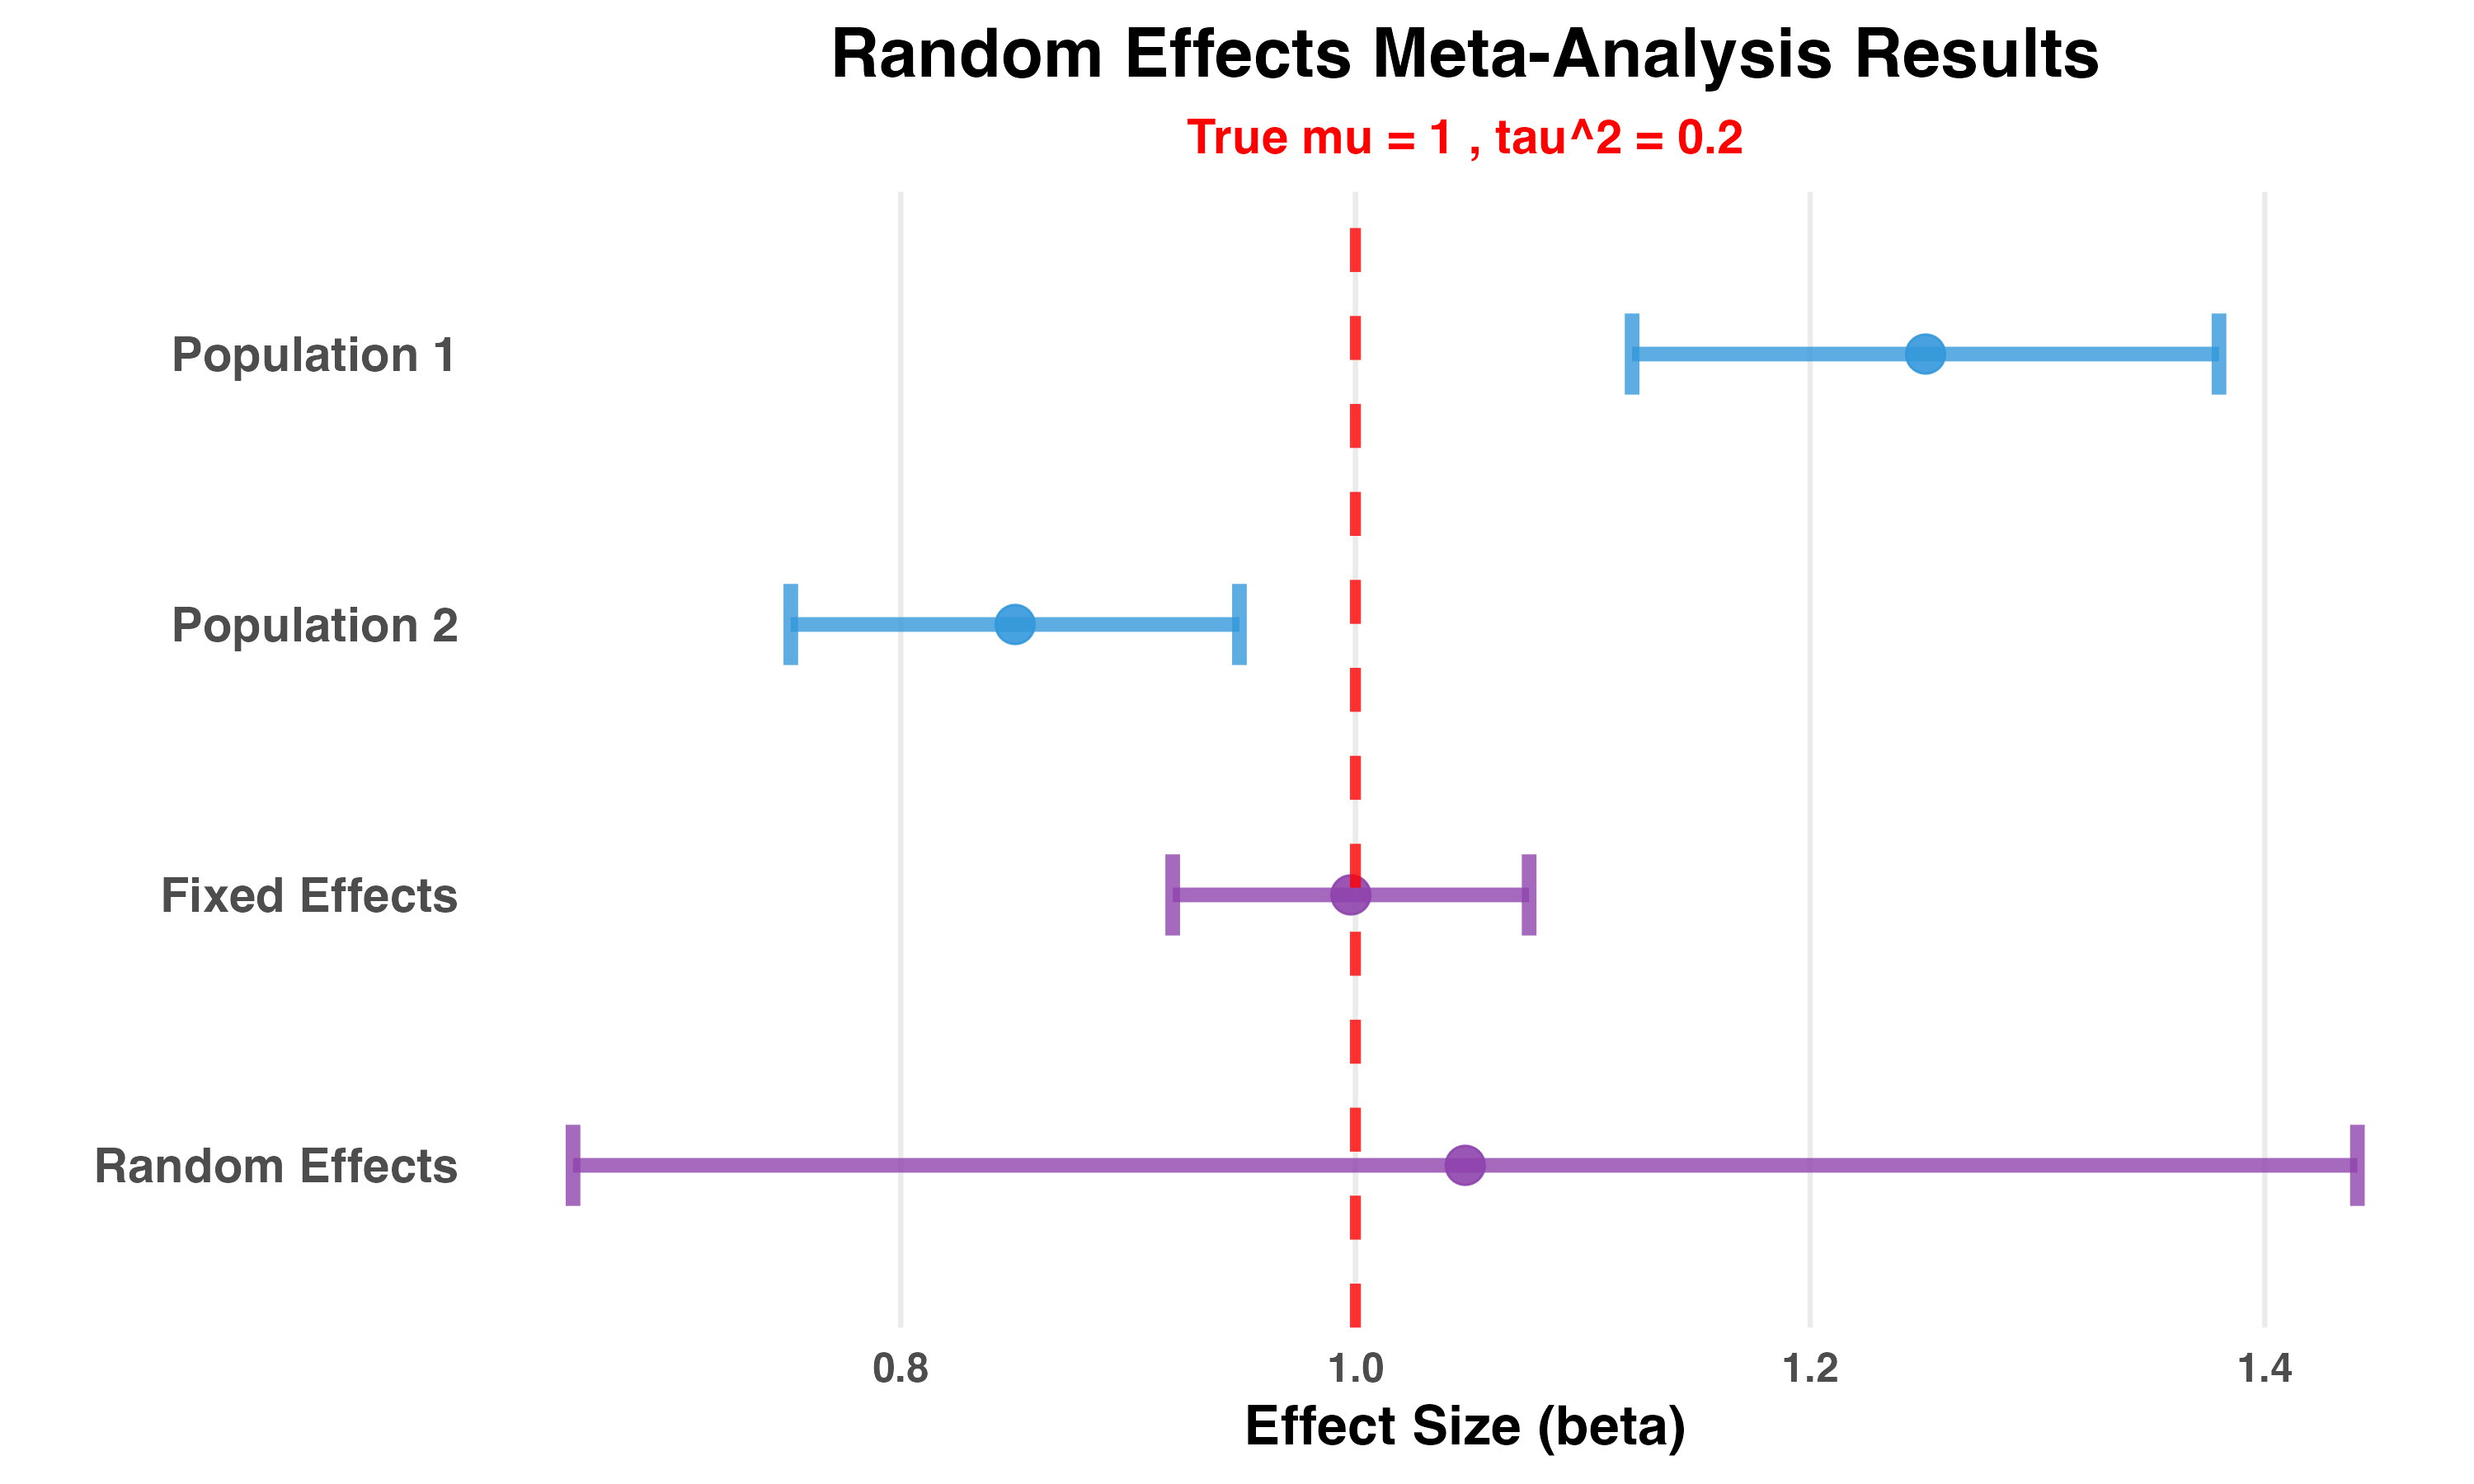 Random Effects Meta-Analysis Results
True mu = 1 , tau^2 = 0.2
Population 1
Population 2
Fixed Effects
Random Effects
0.8 1.0 1.2 1.4
Effect Size (beta)